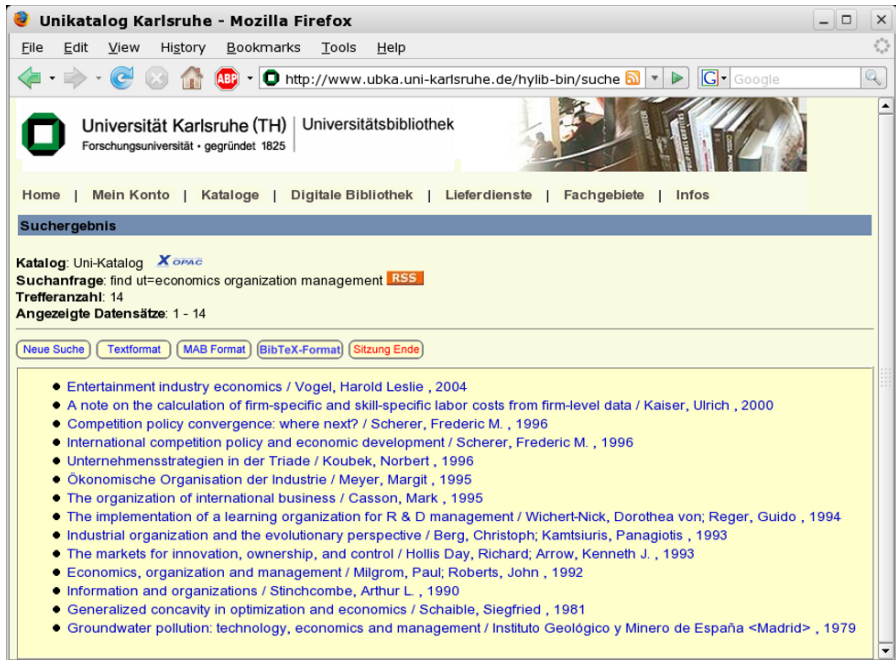 Unikatalog Karlsruhe - Mozilla Firefox
File Edit View History Bookmarks Tools Help
ABP http://www.ubka.uni-karlsruhe.de/hylib-bin/suche G Google
Universität Karlsruhe (TH) Universitätsbibliothek
Forschungsuniversität • gegründet 1825
Home | Mein Konto | Kataloge | Digitale Bibliothek | Lieferdienste | Fachgebiete | Infos
Suchergebnis
Katalog: Uni-Katalog X OPAC
Suchanfrage: find ut=economics organization management RSS
Trefferanzahl: 14
Angezeigte Datensätze: 1 - 14
Neue Suche Textformat MAB Format BibTeX-Format Sitzung Ende
Entertainment industry economics / Vogel, Harold Leslie , 2004
A note on the calculation of firm-specific and skill-specific labor costs from firm-level data / Kaiser, Ulrich , 2000
Competition policy convergence: where next? / Scherer, Frederic M. , 1996
International competition policy and economic development / Scherer, Frederic M. , 1996
Unternehmensstrategien in der Triade / Koubek, Norbert , 1996
Ökonomische Organisation der Industrie / Meyer, Margit , 1995
The organization of international business / Casson, Mark , 1995
The implementation of a learning organization for R & D management / Wichert-Nick, Dorothea von; Reger, Guido , 1994
Industrial organization and the evolutionary perspective / Berg, Christoph; Kamtsiuris, Panagiotis , 1993
The markets for innovation, ownership, and control / Hollis Day, Richard; Arrow, Kenneth J. , 1993
Economics, organization and management / Milgrom, Paul; Roberts, John , 1992
Information and organizations / Stinchcombe, Arthur L. , 1990
Generalized concavity in optimization and economics / Schaible, Siegfried , 1981
Groundwater pollution: technology, economics and management / Instituto Geológico y Minero de España <Madrid> , 1979